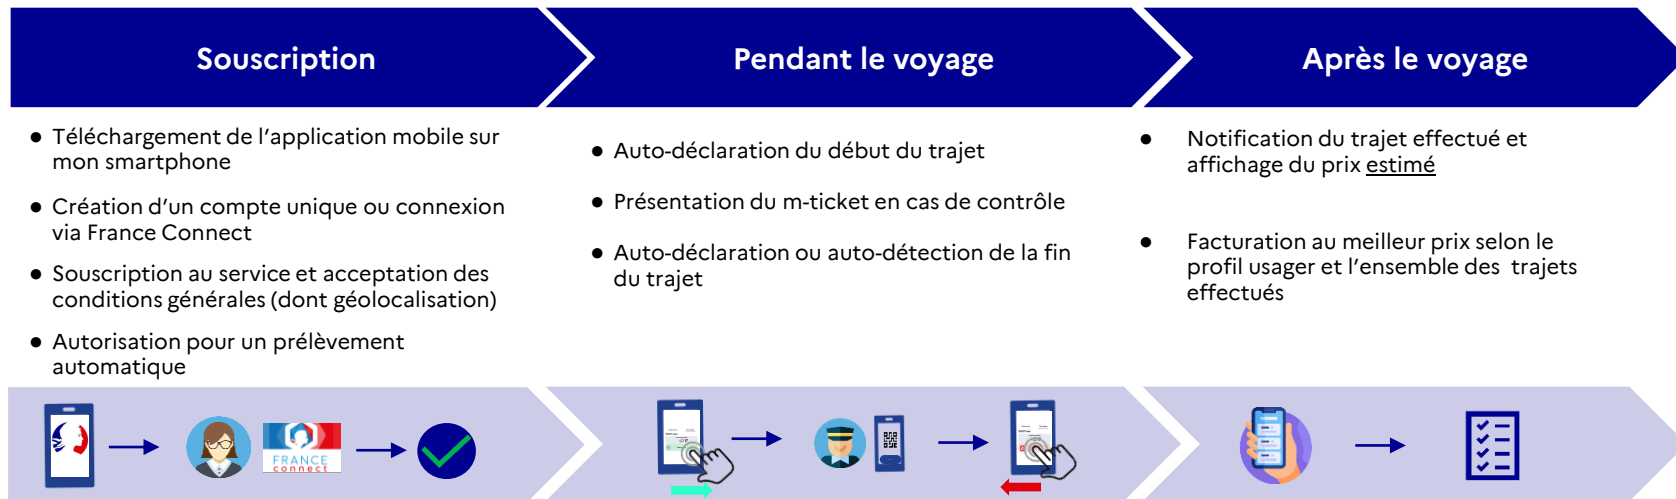 Souscription
Pendant le voyage
Après le voyage
● Téléchargement de l'application mobile sur
mon smartphone
● Création d'un compte unique ou connexion
via France Connect
● Souscription au service et acceptation des
conditions générales (dont géolocalisation)
● Autorisation pour un prélèvement
automatique
● Auto-déclaration du début du trajet
● Présentation du m-ticket en cas de contrôle
● Auto-déclaration ou auto-détection de la fin
du trajet
● Notification du trajet effectué et
affichage du prix estimé
● Facturation au meilleur prix selon le
profil usager et l'ensemble des trajets
effectués
FRANCE
connect